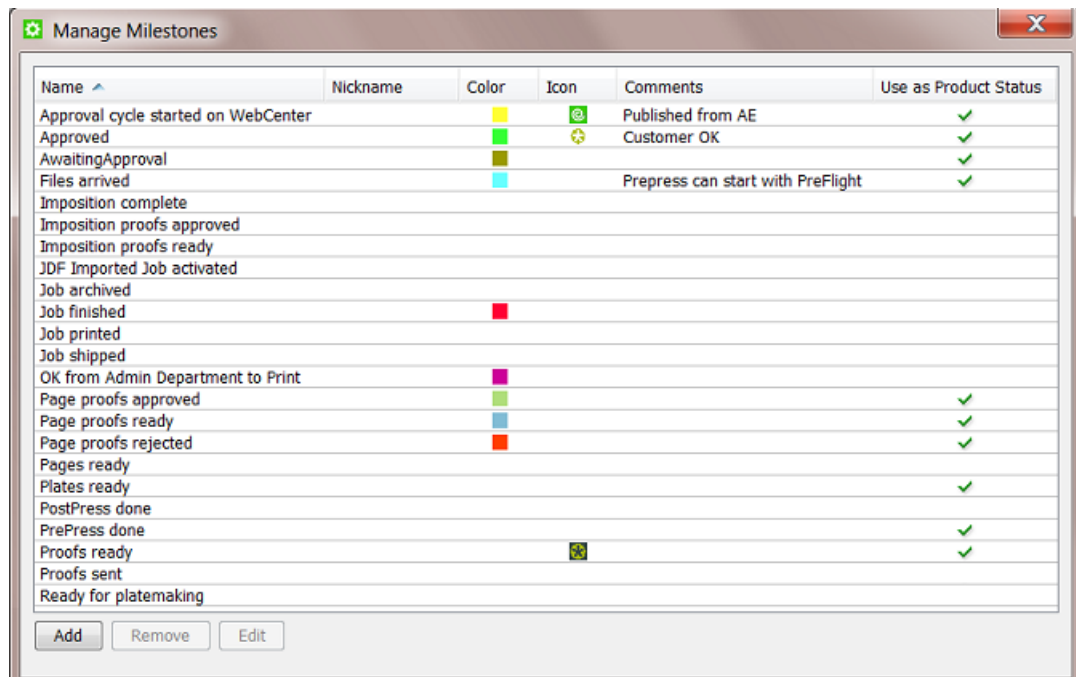 Manage Milestones
Name Nickname Color Icon Comments Use as Product Status
Approval cycle started on WebCenter Published from AE
Approved Customer OK
AwaitingApproval
Files arrived Prepress can start with PreFlight
Imposition complete
Imposition proofs approved
Imposition proofs ready
JDF Imported Job activated
Job archived
Job finished
Job printed
Job shipped
OK from Admin Department to Print
Page proofs approved
Page proofs ready
Page proofs rejected
Pages ready
Plates ready
PostPress done
PrePress done
Proofs ready
Proofs sent
Ready for platemaking
Add Remove Edit